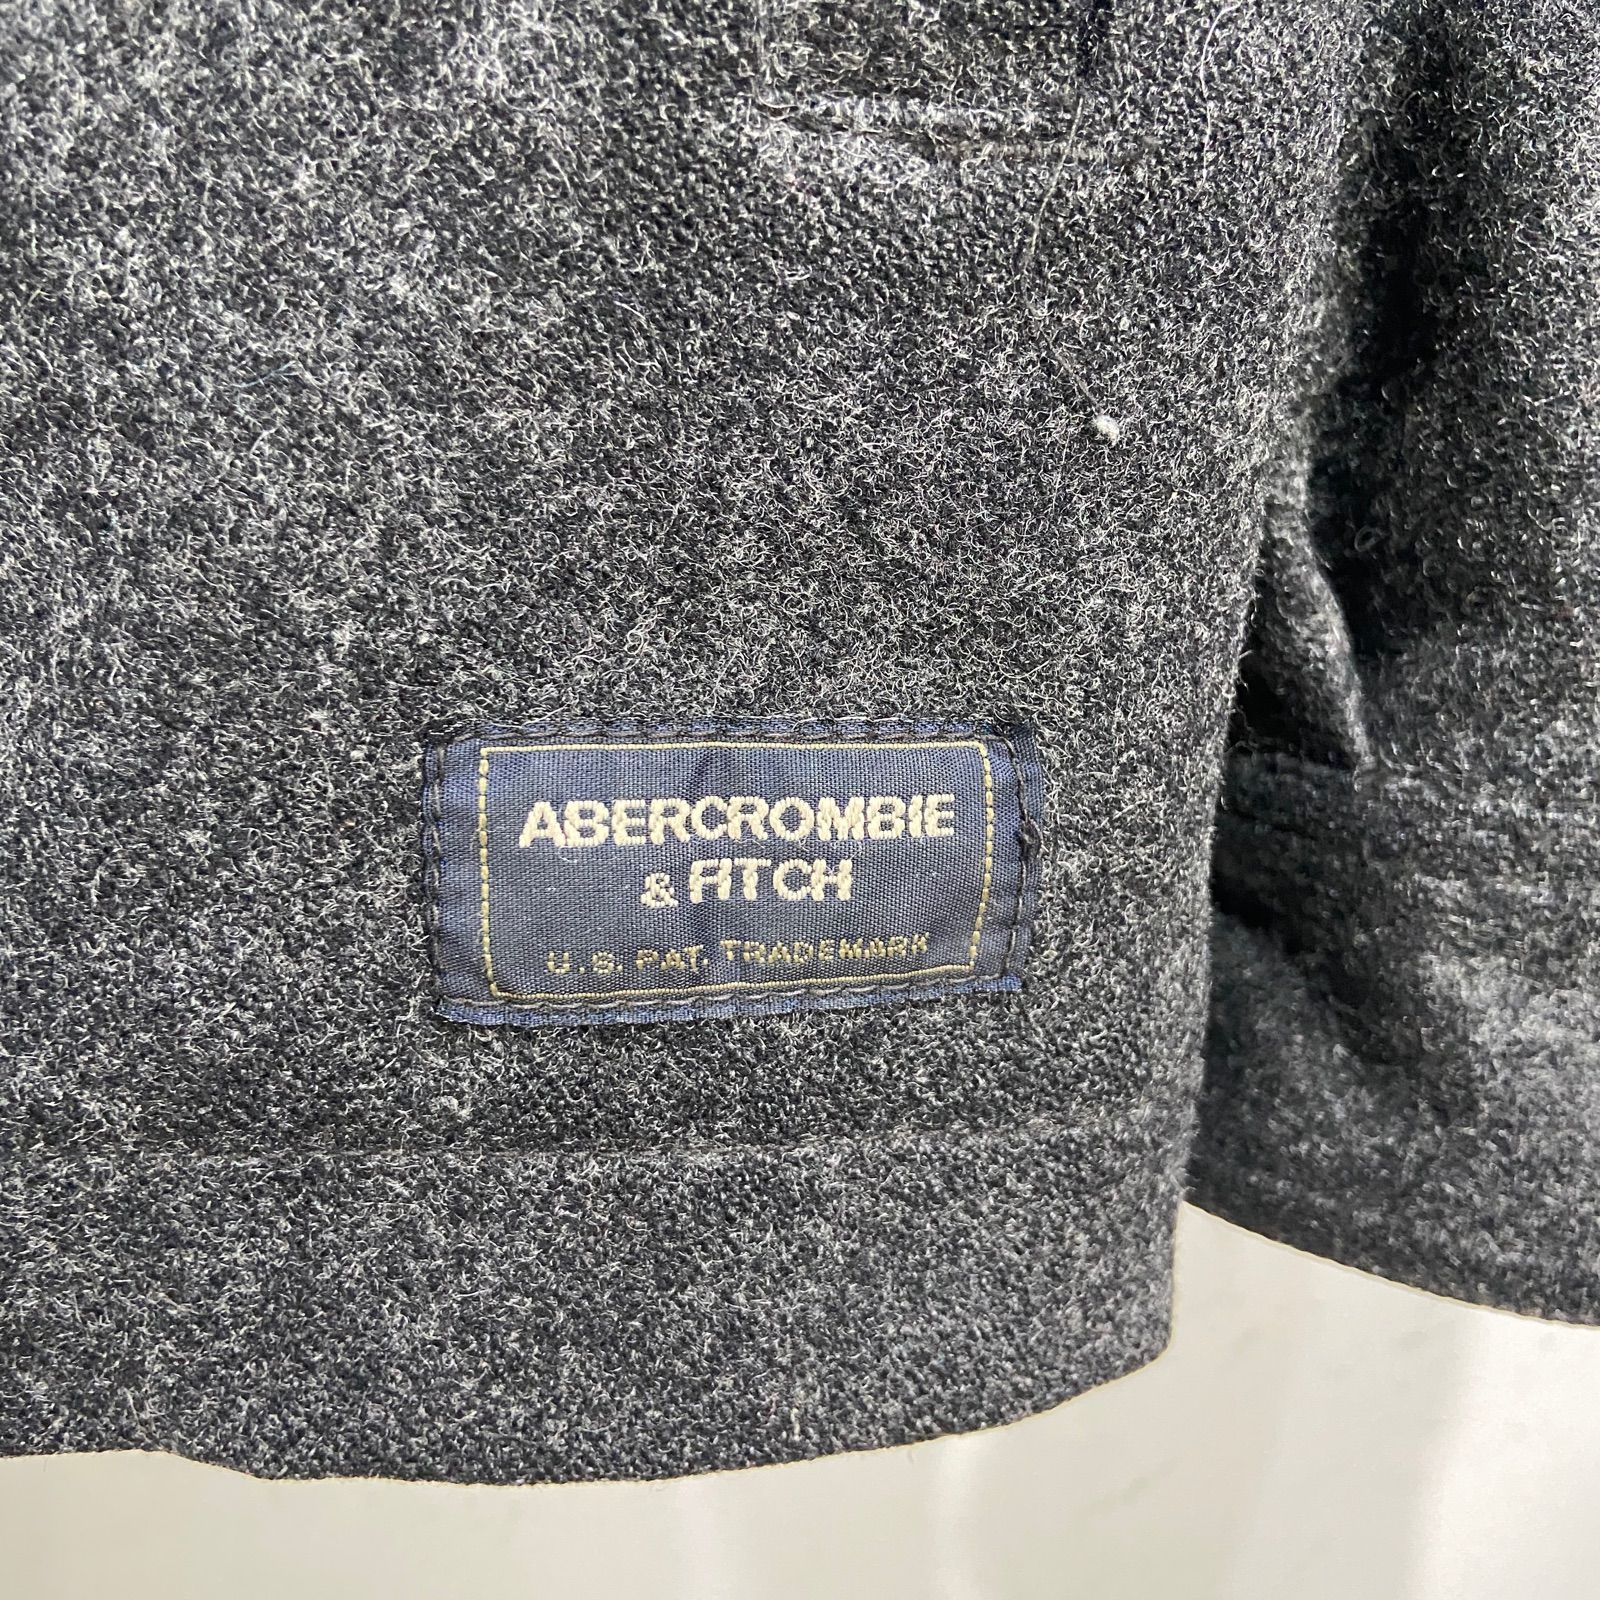 ABERCROMBIE
& FITCH
U.S. PAT. TRADEMARK